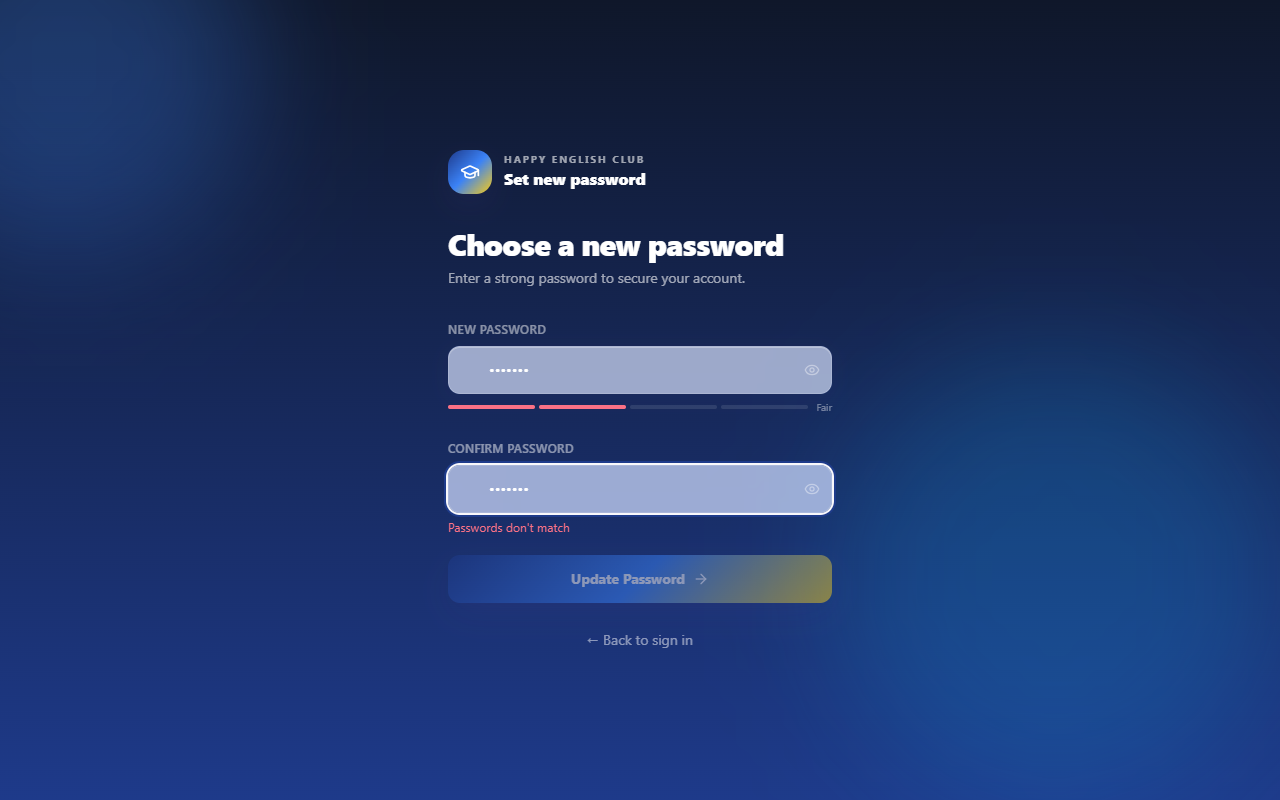 HAPPY ENGLISH CLUB
Set new password
Choose a new password
Enter a strong password to secure your account.
NEW PASSWORD
•••••••
Fair
CONFIRM PASSWORD
•••••••
Passwords don't match
Update Password →
← Back to sign in